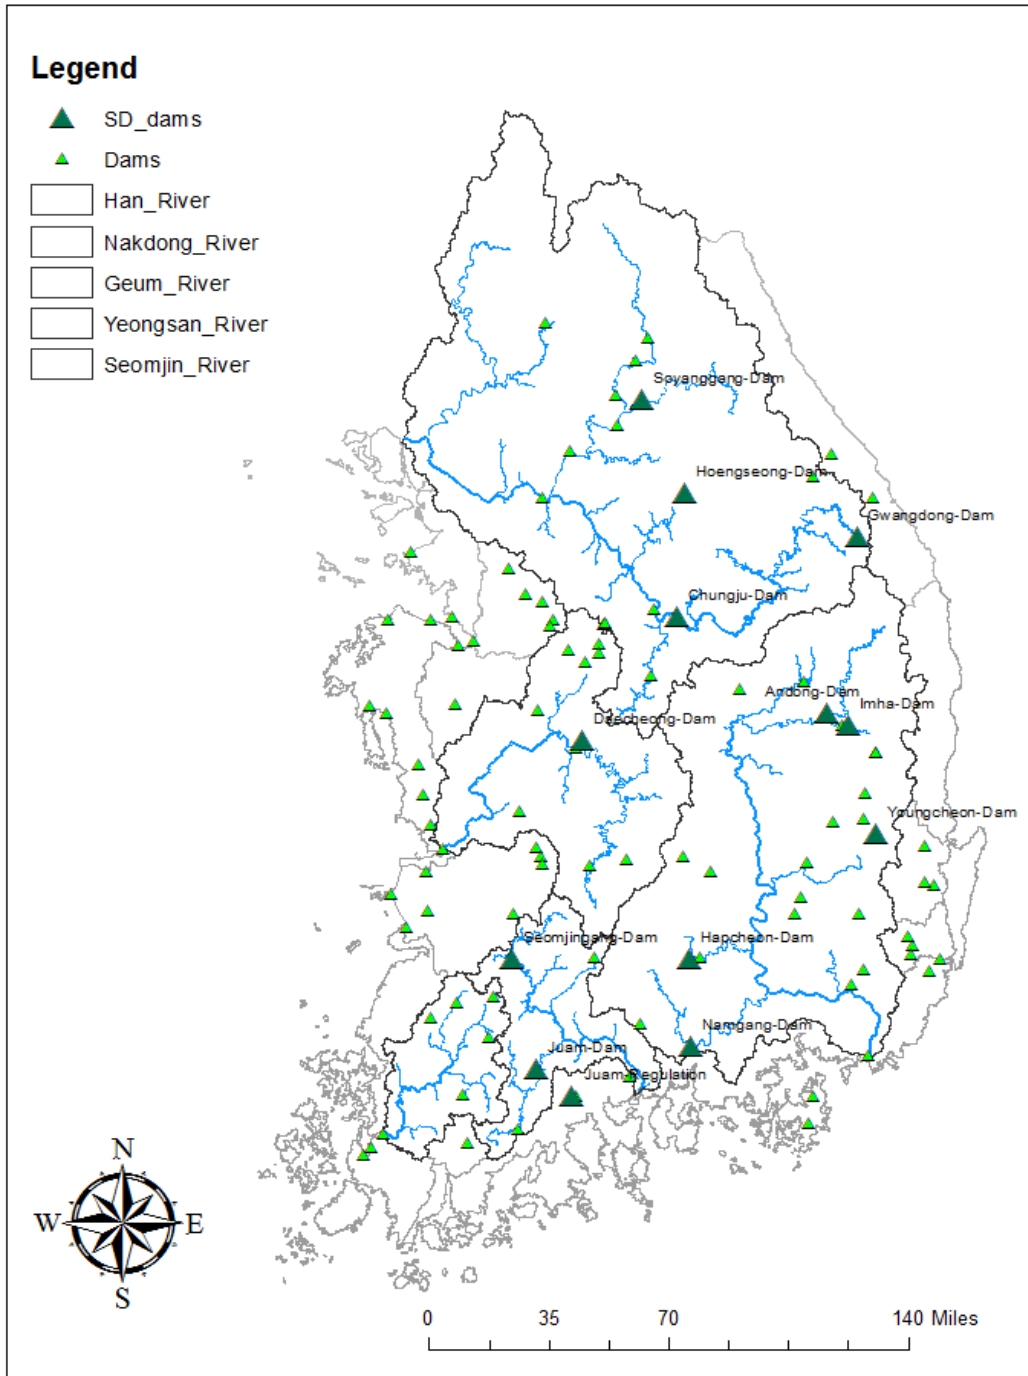 Legend
SD_dams
Dams
Han_River
Nakdong_River
Geum_River
Yeongsan_River
Seomjin_River
Soyanggang-Dam
Hoengseong-Dam
Gwangdong-Dam
Chungju-Dam
Andong-Dam
Imha-Dam
Daecheong-Dam
Youngcheon-Dam
Seomjingang-Dam
Hapcheon-Dam
Namgang-Dam
Juam-Dam
Juam-Regulation
N
W E
S
0 35 70 140 Miles